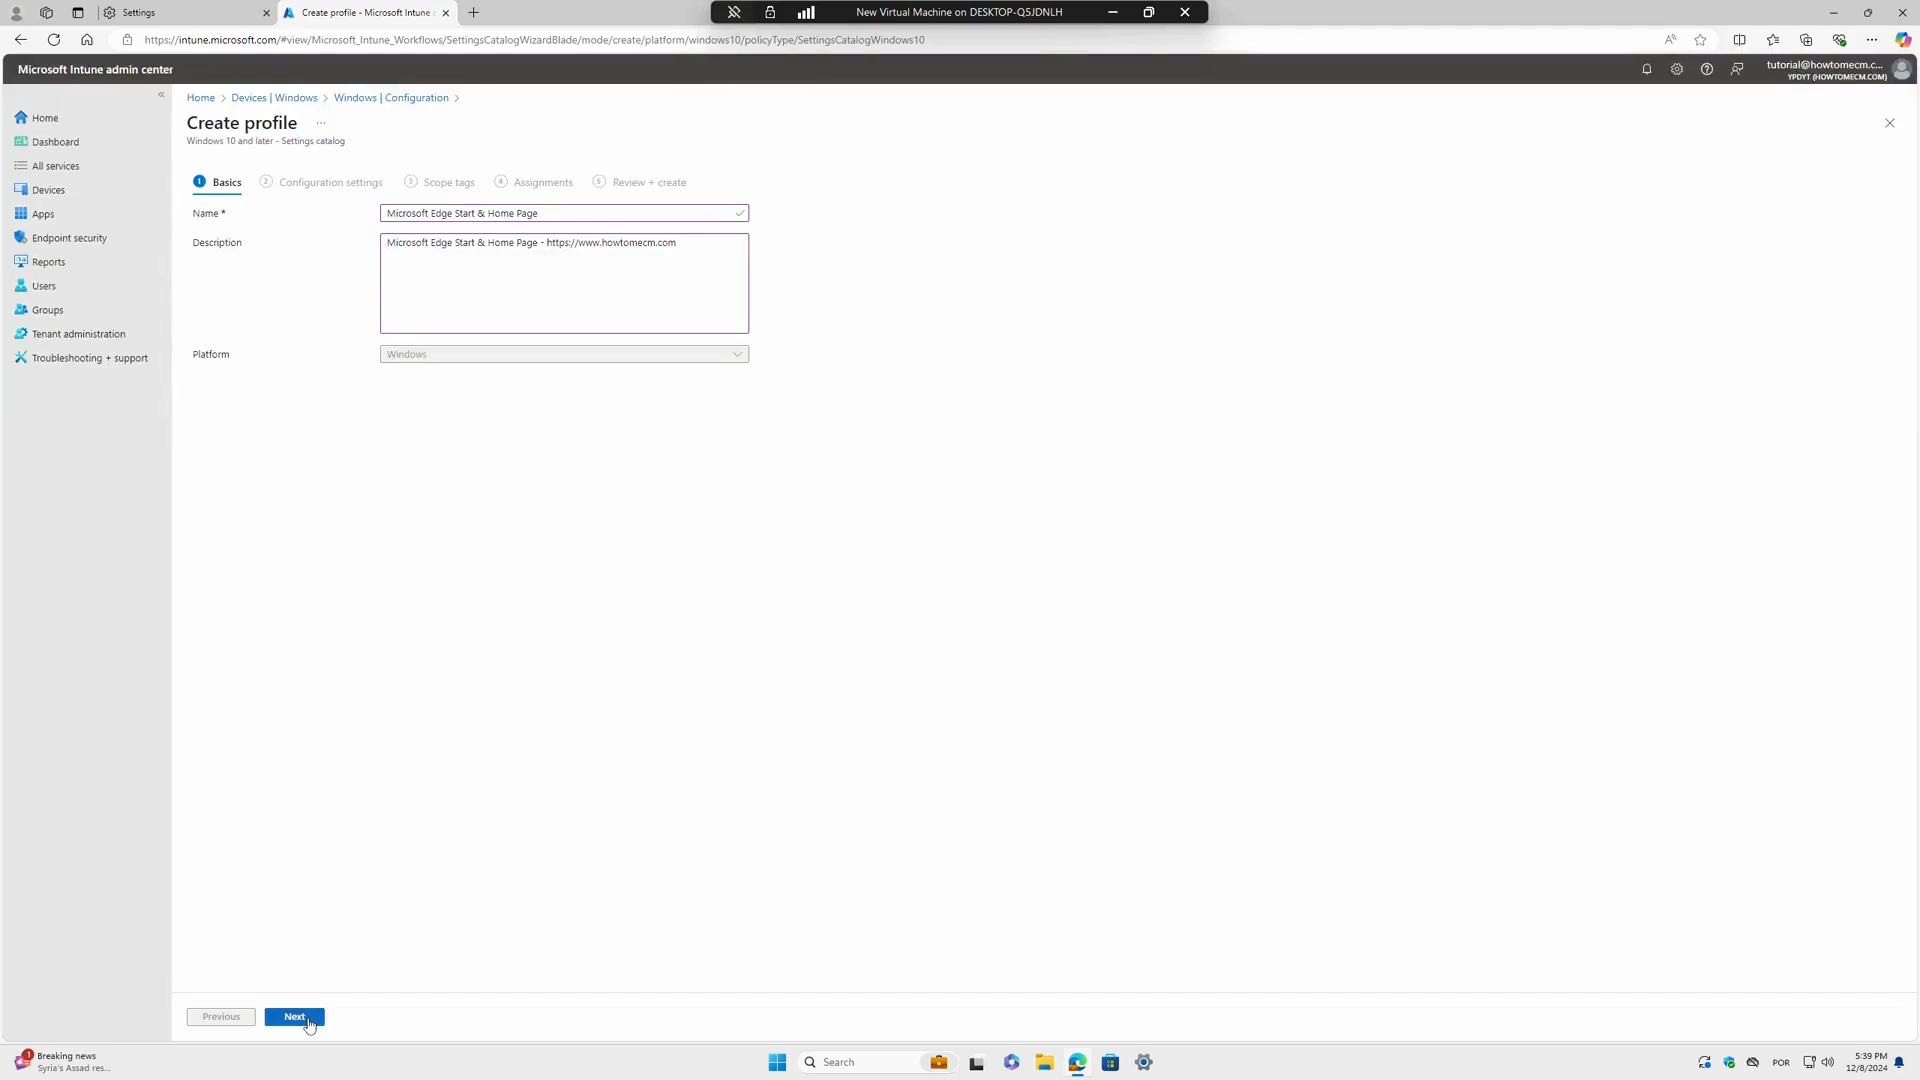 Settings
Create profile - Microsoft Intune
New Virtual Machine on DESKTOP-Q5JDNLH
https://intune.microsoft.com/#view/Microsoft_Intune_Workflows/SettingsCatalogWizardBlade/mode/create/platform/windows10/policyType/SettingsCatalogWindows10
Microsoft Intune admin center
tutorial@howtomecm.c...
YPDYT (HOWTOMECM.COM)
Home
Dashboard
All services
Devices
Apps
Endpoint security
Reports
Users
Groups
Tenant administration
Troubleshooting + support
Home > Devices | Windows > Windows | Configuration >
Create profile ...
Windows 10 and later - Settings catalog
1 Basics 2 Configuration settings 3 Scope tags 4 Assignments 5 Review + create
Name * Microsoft Edge Start & Home Page
Description Microsoft Edge Start & Home Page - https://www.howtomecm.com
Platform Windows
Previous Next
1 Breaking news
Syria's Assad res...
Search
POR
5:39 PM
12/8/2024